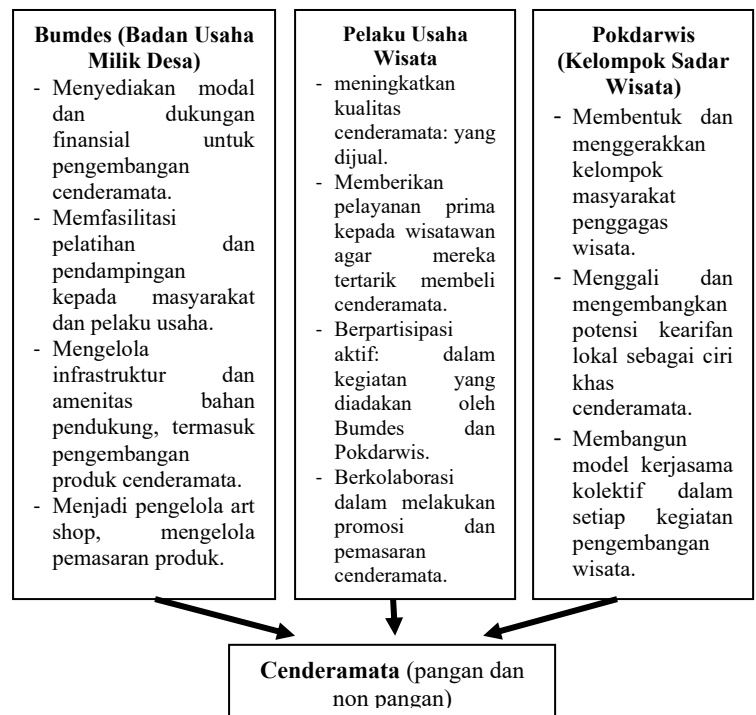 Bumdes (Badan Usaha
Milik Desa)
- Menyediakan modal
dan dukungan
finansial untuk
pengembangan
cenderamata.
- Memfasilitasi
pelatihan dan
pendampingan
kepada masyarakat
dan pelaku usaha.
- Mengelola
infrastruktur dan
amenitas bahan
pendukung, termasuk
pengembangan
produk cenderamata.
- Menjadi pengelola art
shop, mengelola
pemasaran produk.
Pelaku Usaha
Wisata
- meningkatkan
kualitas
cenderamata: yang
dijual.
- Memberikan
pelayanan prima
kepada wisatawan
agar mereka
tertarik membeli
cenderamata.
- Berpartisipasi
aktif: dalam
kegiatan yang
diadakan oleh
Bumdes dan
Pokdarwis.
- Berkolaborasi
dalam melakukan
promosi dan
pemasaran
cenderamata.
Pokdarwis
(Kelompok Sadar
Wisata)
- Membentuk dan
menggerakkan
kelompok
masyarakat
penggagas
wisata.
- Menggali dan
mengembangkan
potensi kearifan
lokal sebagai ciri
khas
cenderamata.
- Membangun
model kerjasama
kolektif dalam
setiap kegiatan
pengembangan
wisata.
Cenderamata (pangan dan
non pangan)